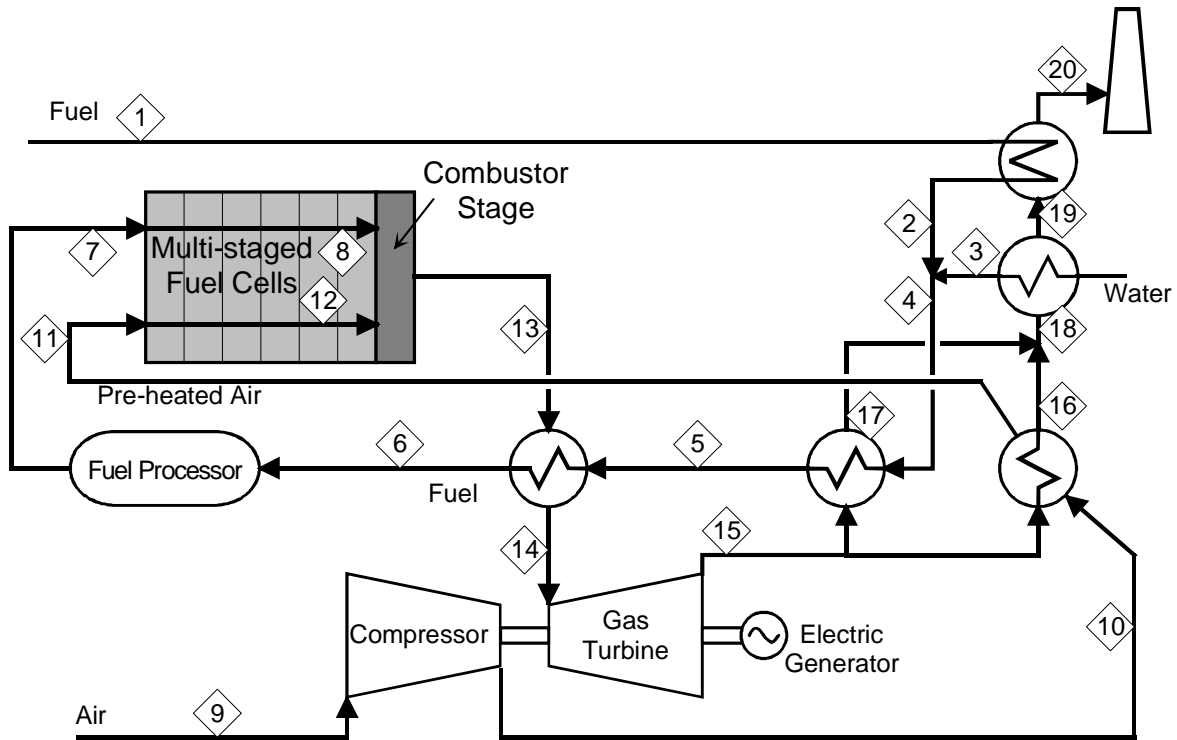 20
Fuel
1
Combustor
Stage
2
19
7
Multi-staged
8
3
Fuel Cells
Water
12
4
11
13
18
Pre-heated Air
16
17
6
5
Fuel Processor
Fuel
14
15
Gas
Compressor
Turbine
Electric
Generator
10
Air
9